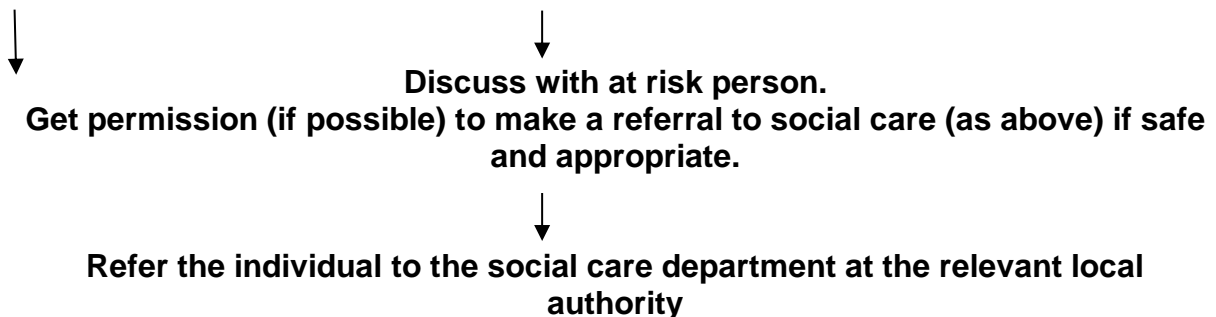 Discuss with at risk person.
Get permission (if possible) to make a referral to social care (as above) if safe
and appropriate.
Refer the individual to the social care department at the relevant local
authority